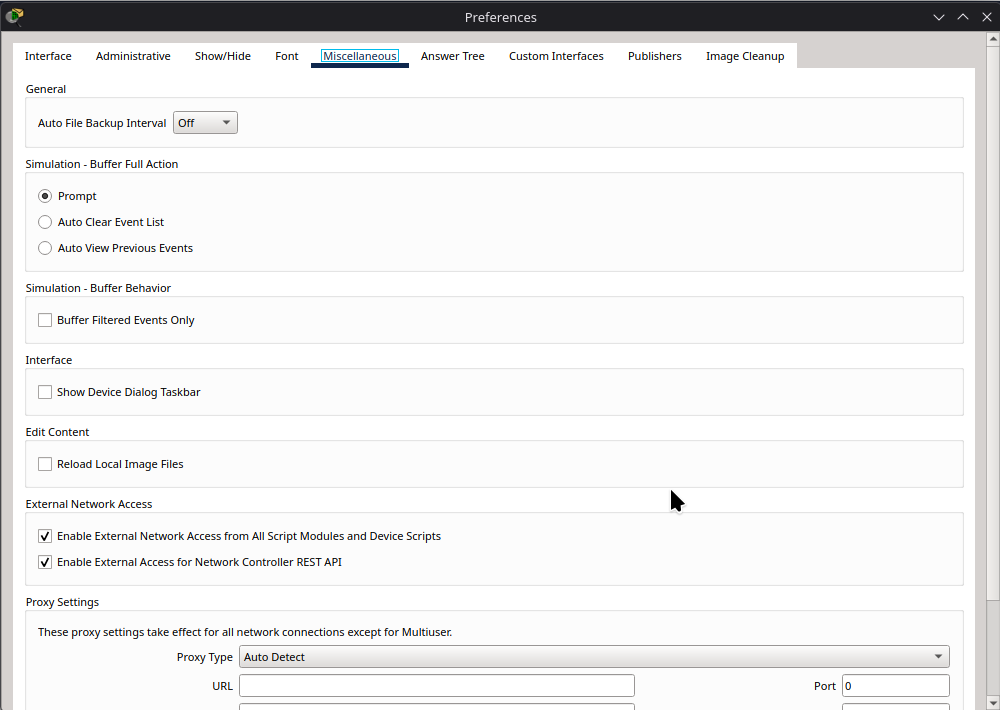 Preferences
Interface Administrative Show/Hide Font Miscellaneous Answer Tree Custom Interfaces Publishers Image Cleanup
General
Auto File Backup Interval Off
Simulation - Buffer Full Action
Prompt
Auto Clear Event List
Auto View Previous Events
Simulation - Buffer Behavior
Buffer Filtered Events Only
Interface
Show Device Dialog Taskbar
Edit Content
Reload Local Image Files
External Network Access
Enable External Network Access from All Script Modules and Device Scripts
Enable External Access for Network Controller REST API
Proxy Settings
These proxy settings take effect for all network connections except for Multiuser.
Proxy Type Auto Detect
URL Port 0